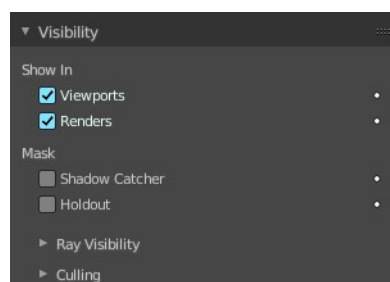 Visibility
Show In
Viewports
Renders
Mask
Shadow Catcher
Holdout
Ray Visibility
Culling